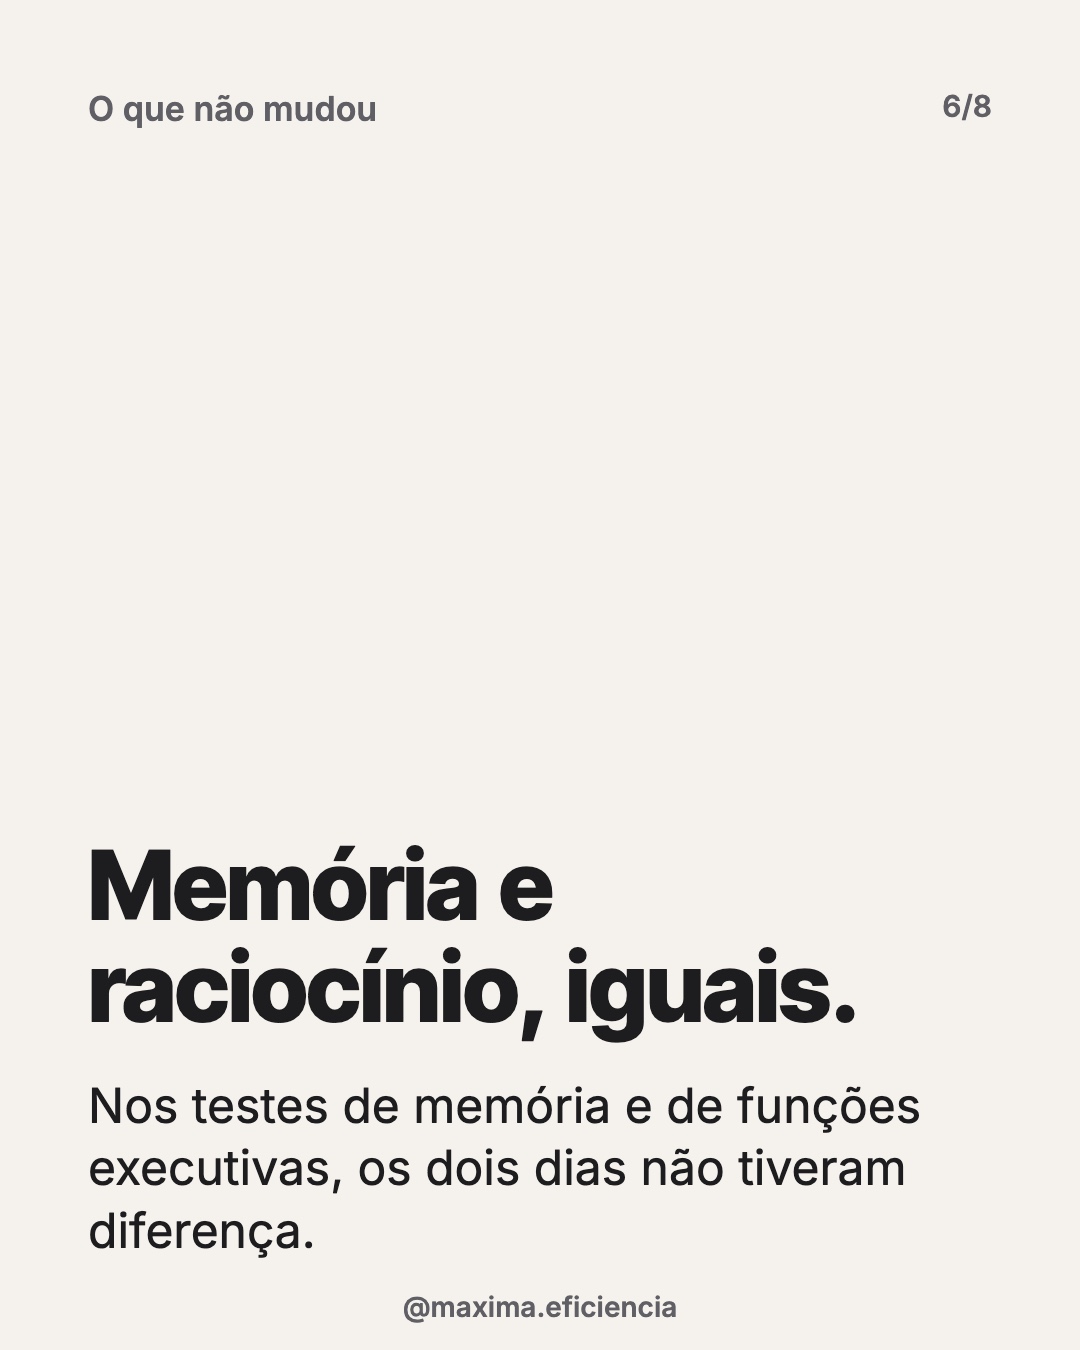 O que não mudou
6/8
Memória e
raciocínio, iguais.
Nos testes de memória e de funções
executivas, os dois dias não tiveram
diferença.
@maxima.eficiencia